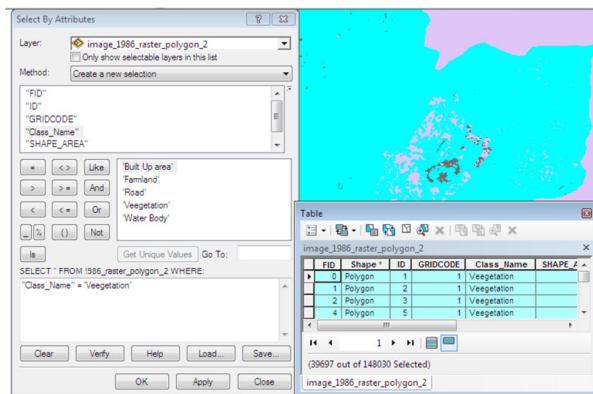 Select By Attributes
Layer: image_1986_raster_polygon_2
Only show selectable layers in this list
Method: Create a new selection
"FID"
"ID"
"GRIDCODE"
"Class_Name"
"SHAPE_AREA"
= < > Like 'Built Up area'
> > = And 'Farmland'
< < = Or 'Road'
_ % ( ) Not 'Veegetation'
'Water Body'
Is Get Unique Values Go To:
SELECT * FROM 1986_raster_polygon_2 WHERE:
"Class_Name" = 'Veegetation'
Clear Verify Help Load... Save...
OK Apply Close
Table
image_1986_raster_polygon_2
FID Shape * ID GRIDCODE Class_Name SHAPE_A
0 Polygon 1 1 Veegetation
1 Polygon 2 1 Veegetation
2 Polygon 3 1 Veegetation
4 Polygon 5 1 Veegetation
1
(39697 out of 148030 Selected)
image_1986_raster_polygon_2